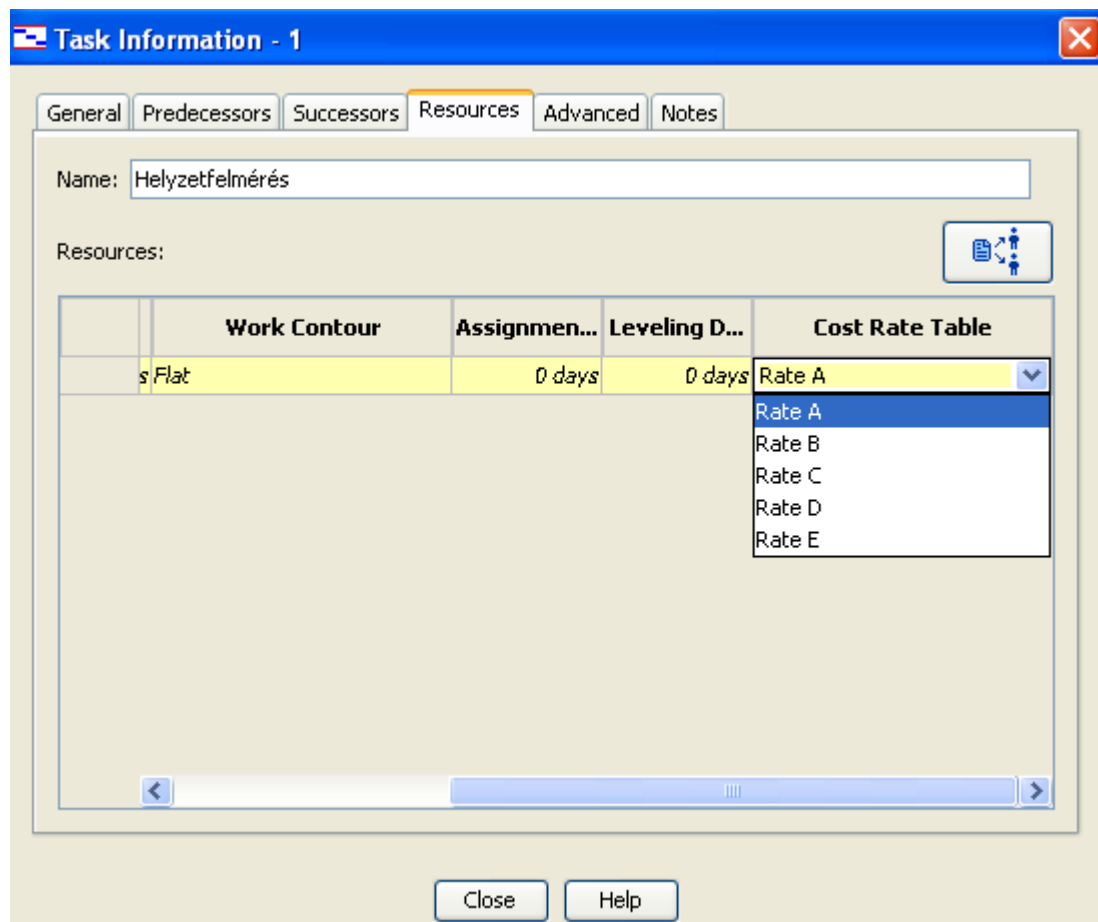 Task Information - 1
General Predecessors Successors Resources Advanced Notes
Name: Helyzetfelmérés
Resources:
Work Contour Assignmen... Leveling D... Cost Rate Table
s Flat 0 days 0 days Rate A
Rate A
Rate B
Rate C
Rate D
Rate E
Close Help